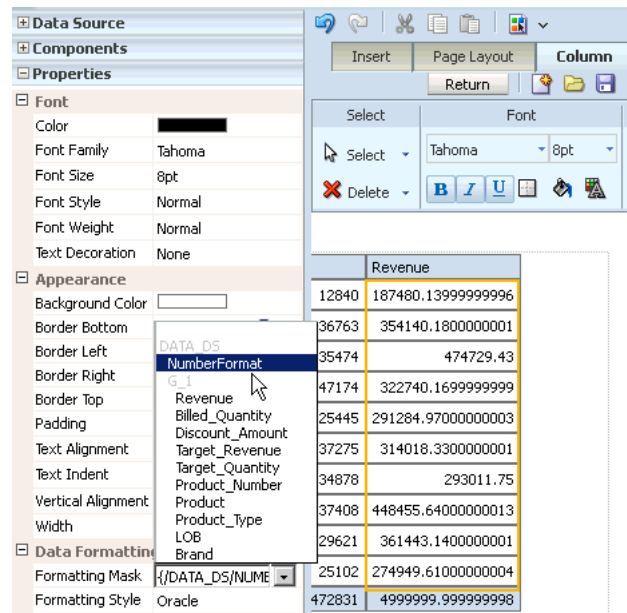 Data Source
Components
Properties
Font
Color
Font Family Tahoma
Font Size 8pt
Font Style Normal
Font Weight Normal
Text Decoration None
Appearance
Background Color
Border Bottom
Border Left
Border Right
Border Top
Padding
Text Alignment
Text Indent
Vertical Alignment
Width
Data Formatting
Formatting Mask {/DATA_DS/NUME
Formatting Style Oracle
DATA_DS
NumberFormat
G_1
Revenue
Billed_Quantity
Discount_Amount
Target_Revenue
Target_Quantity
Product_Number
Product
Product_Type
LOB
Brand
Insert Page Layout Column
Return
Select Font
Select Tahoma 8pt
Delete B I U
Revenue
12840 187480.13999999996
36763 354140.1800000001
35474 474729.43
47174 322740.1699999999
25445 291284.97000000003
37275 314018.3300000001
34878 293011.75
37408 448455.64000000013
29621 361443.1400000001
25102 274949.61000000004
472831 4999999.999999998